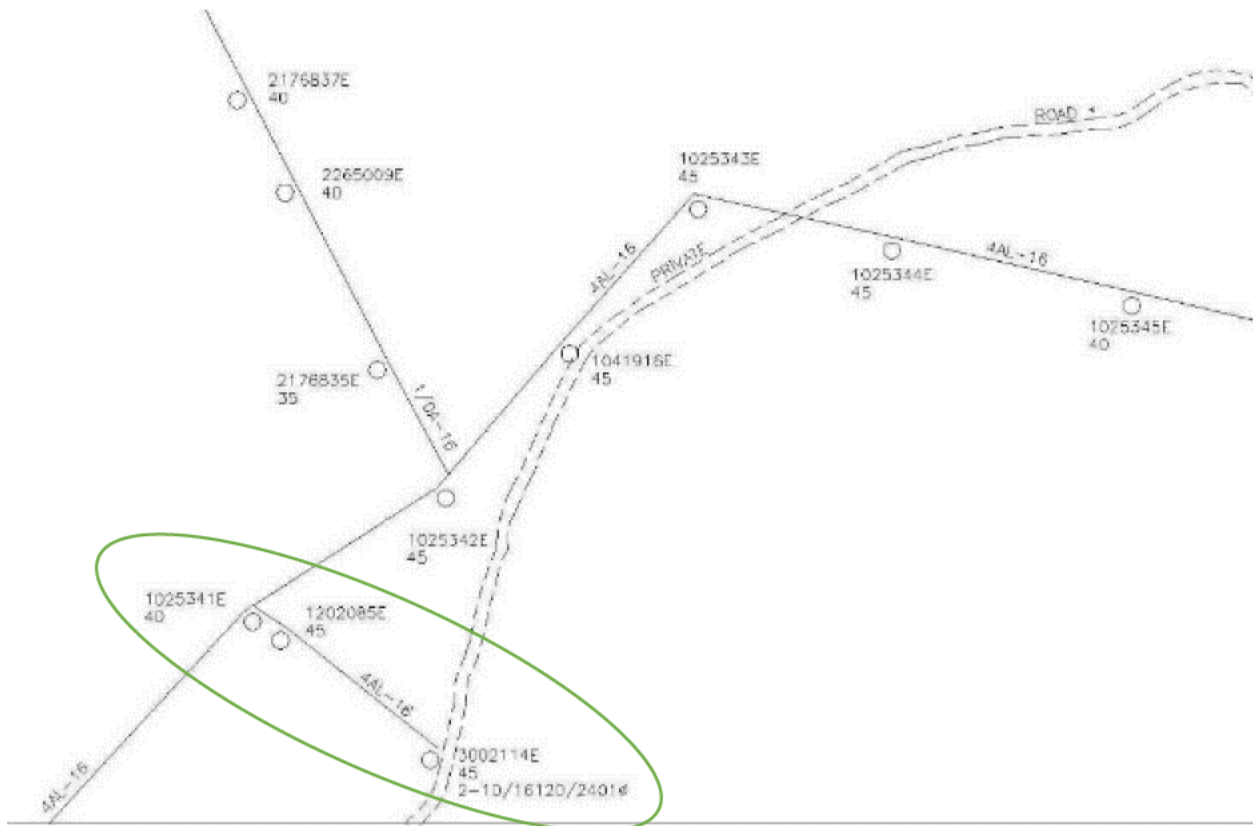 2176837E
40
2265009E
40
1025343E
45
ROAD *
4AL-16
PRIVATE
4AL-16
1025344E
45
1025345E
40
1041916E
45
2176835E
35
1/0A-16
1025342E
45
1025341E
40
1202085E
45
4AL-16
3002114E
45
2-10/16120/2401¢
4AL-16